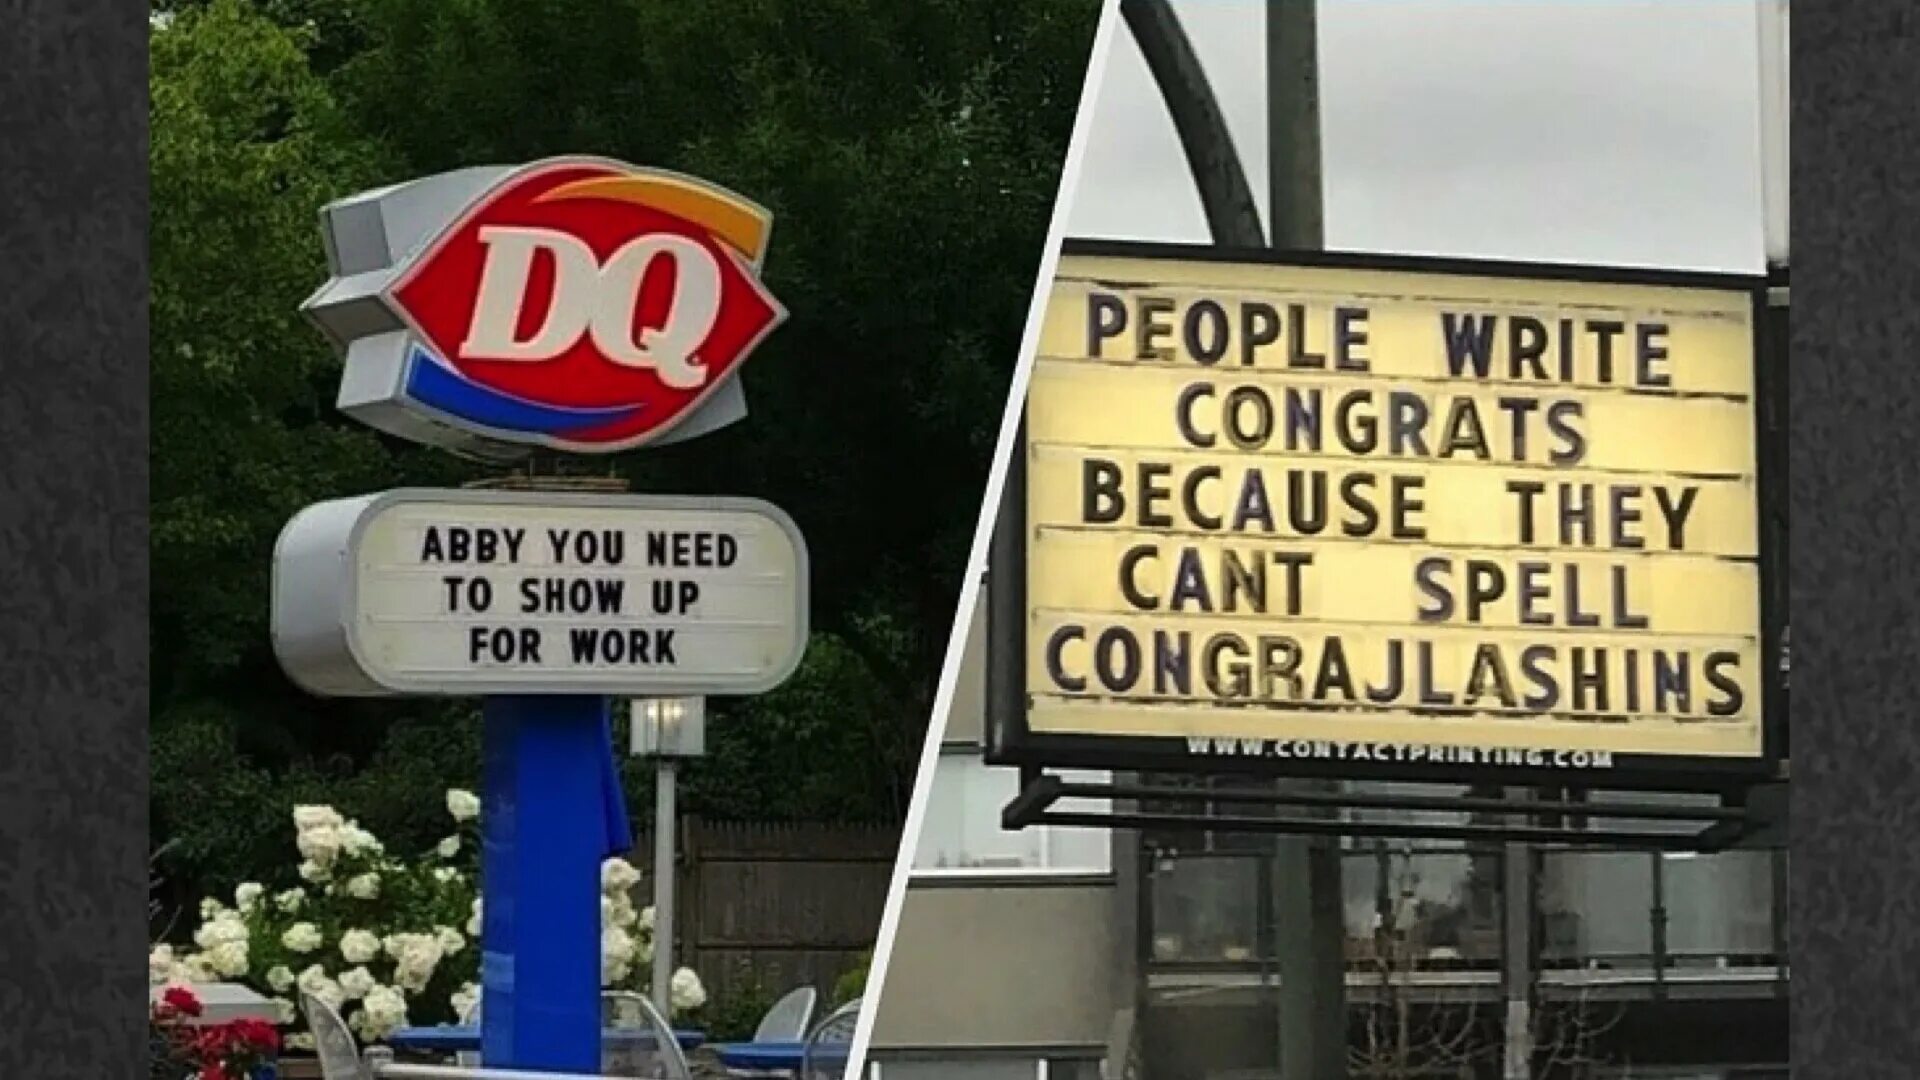 DQ
ABBY YOU NEED
TO SHOW UP
FOR WORK
PEOPLE WRITE
CONGRATS
BECAUSE THEY
CANT SPELL
CONGRAJLASHINS
WWW.CONTACTPRINTING.COM